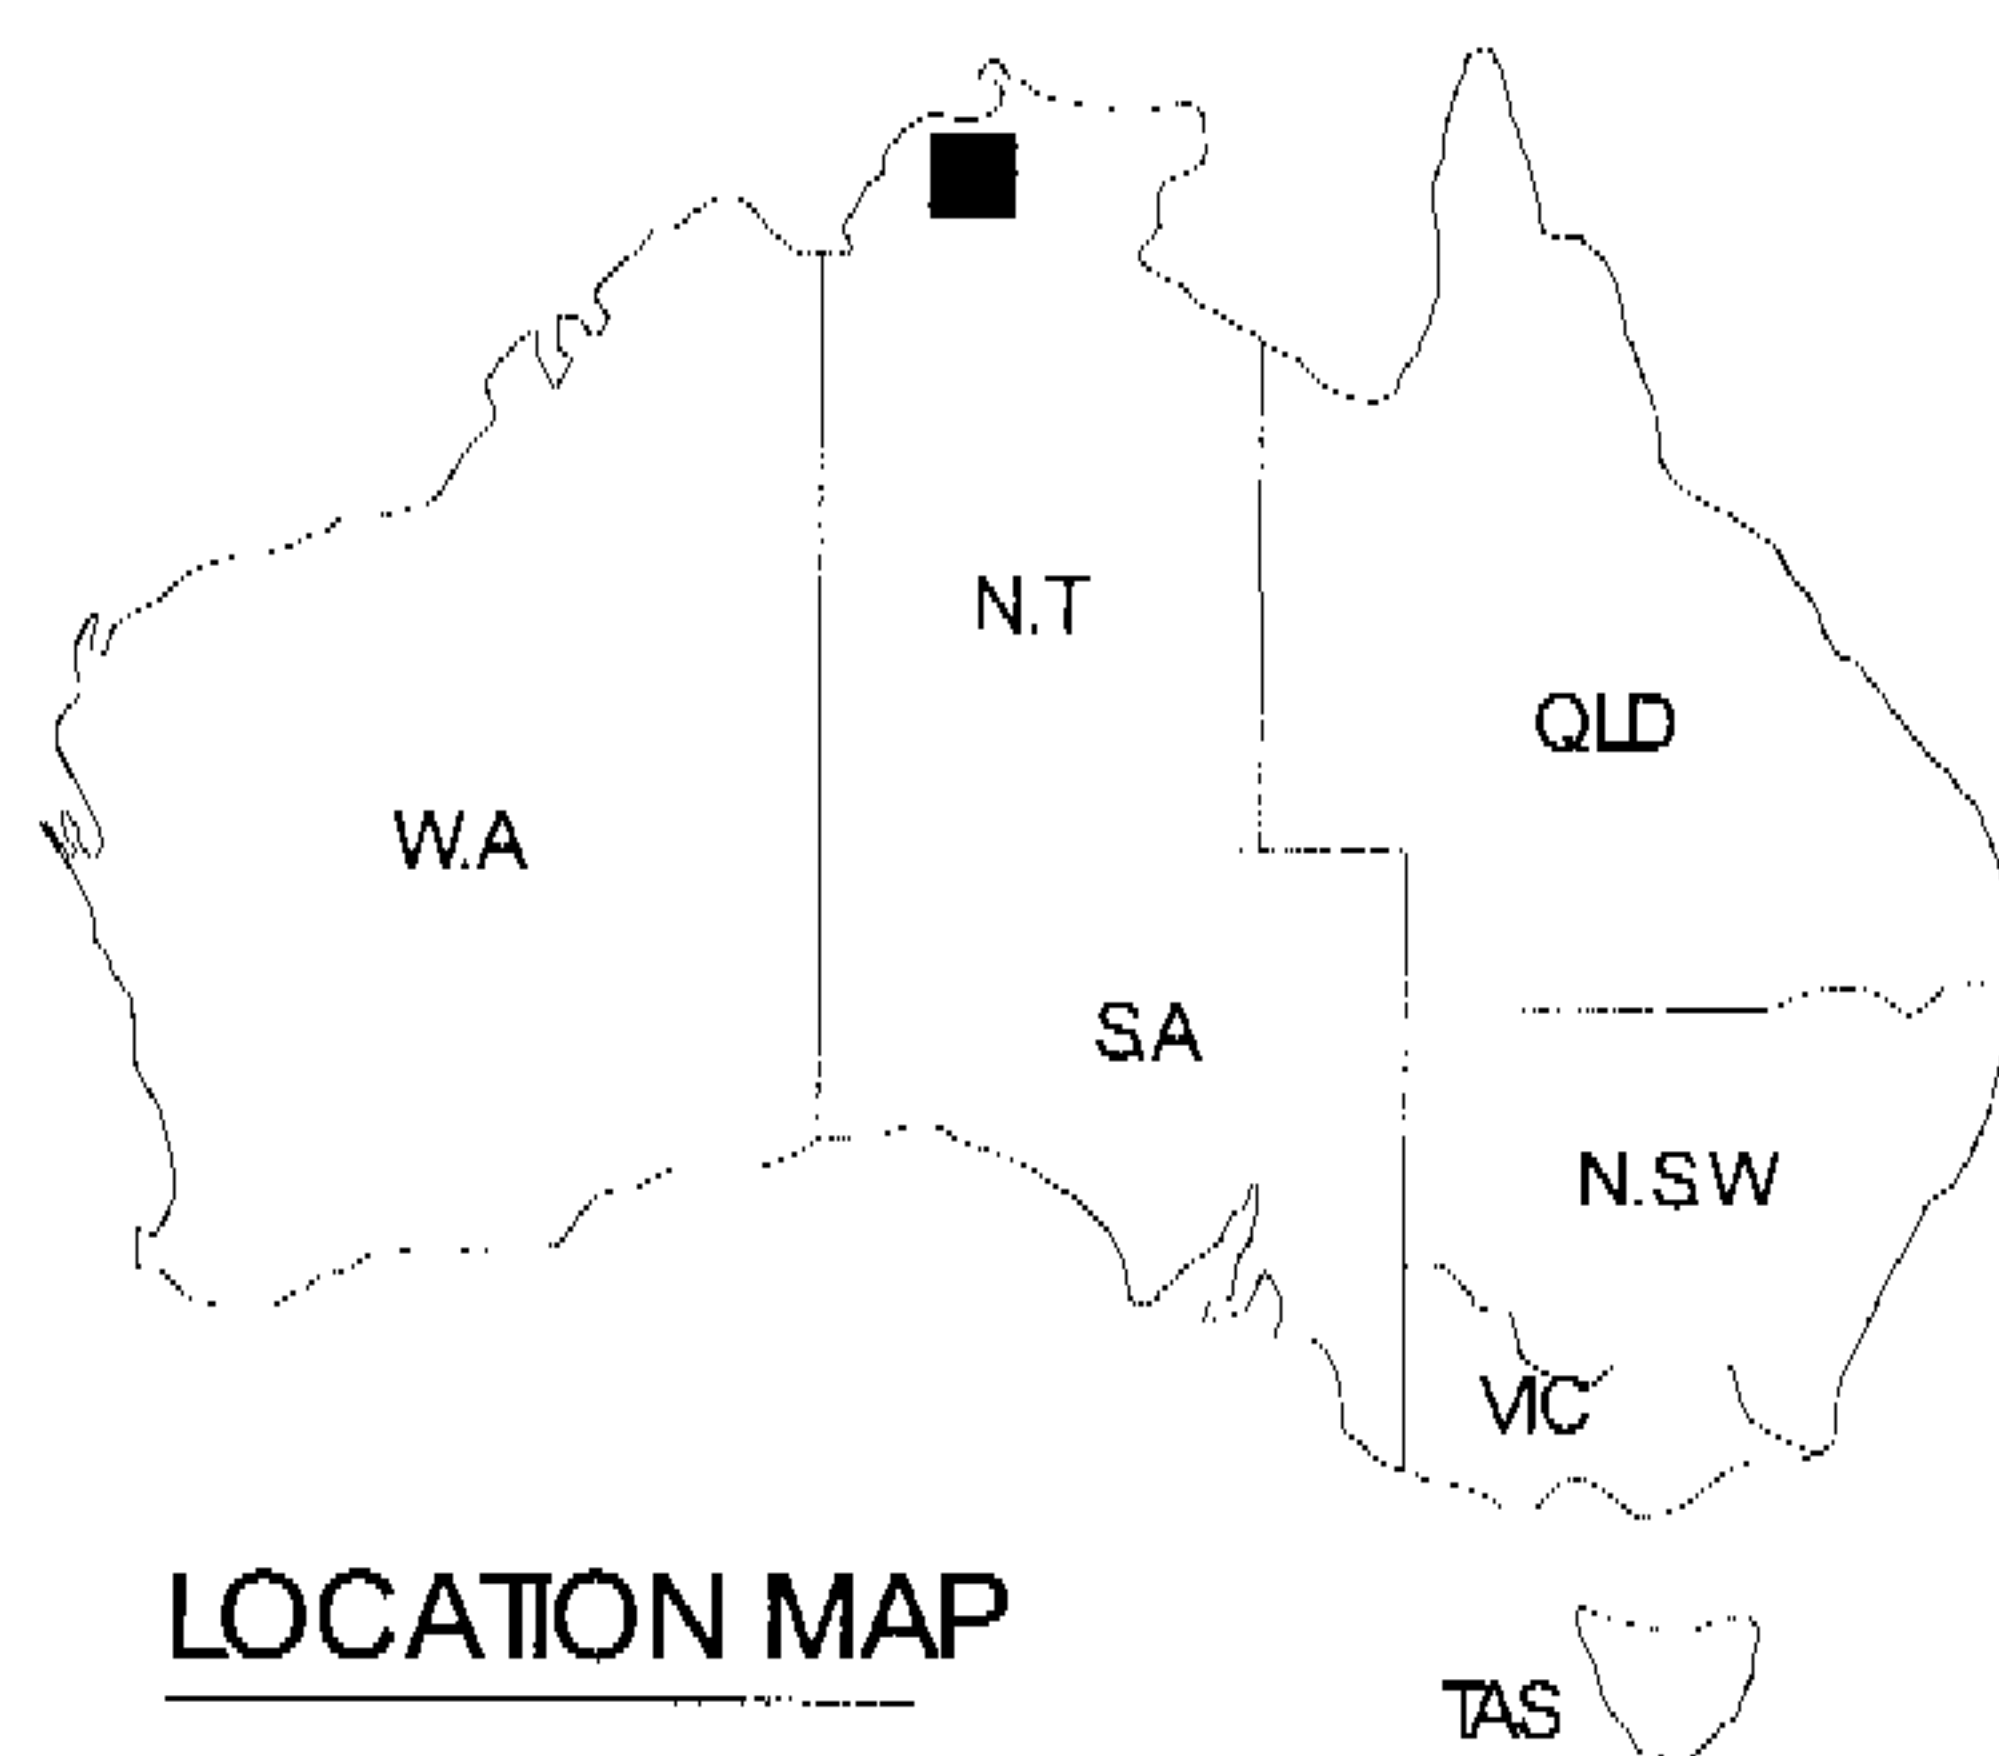 N.T
QLD
W.A
SA
N.SW
VIC
LOCATION MAP
TAS